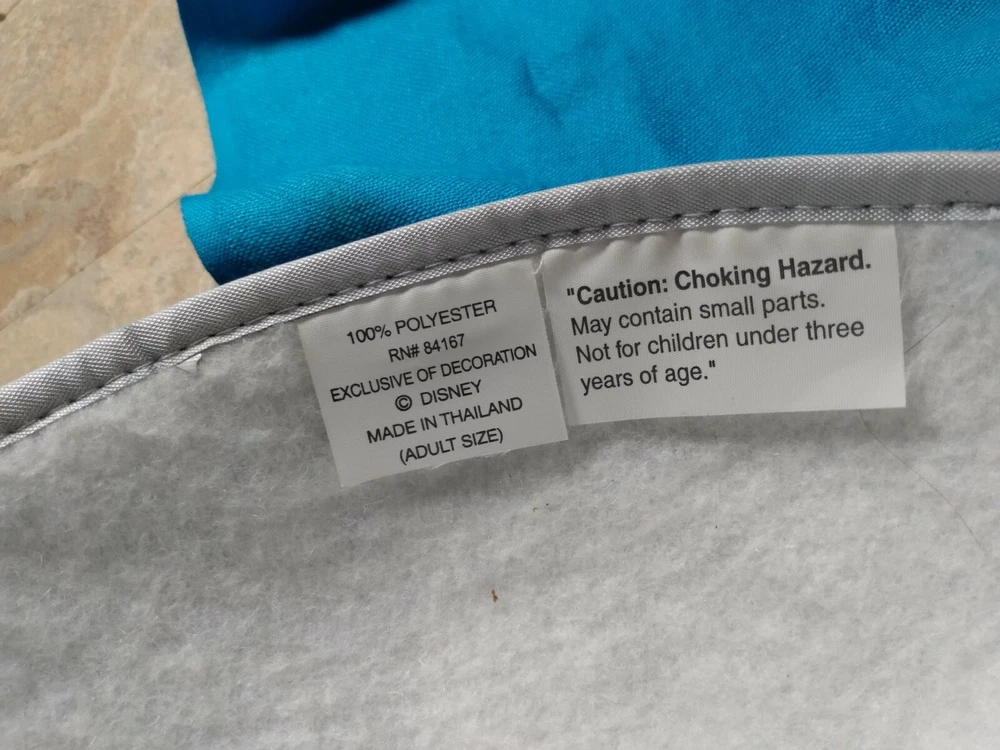 100% POLYESTER
RN# 84167
EXCLUSIVE OF DECORATION
© DISNEY
MADE IN THAILAND
(ADULT SIZE)
"Caution: Choking Hazard.
May contain small parts.
Not for children under three
years of age."